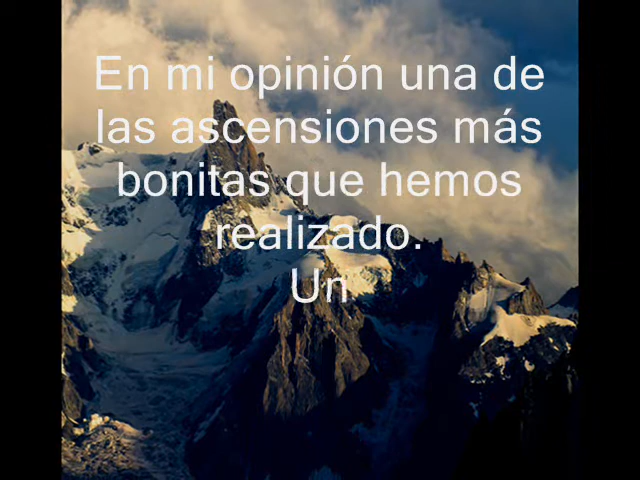 En mi opinión una de
las ascensiones más
bonitas que hemos
realizado.
Un